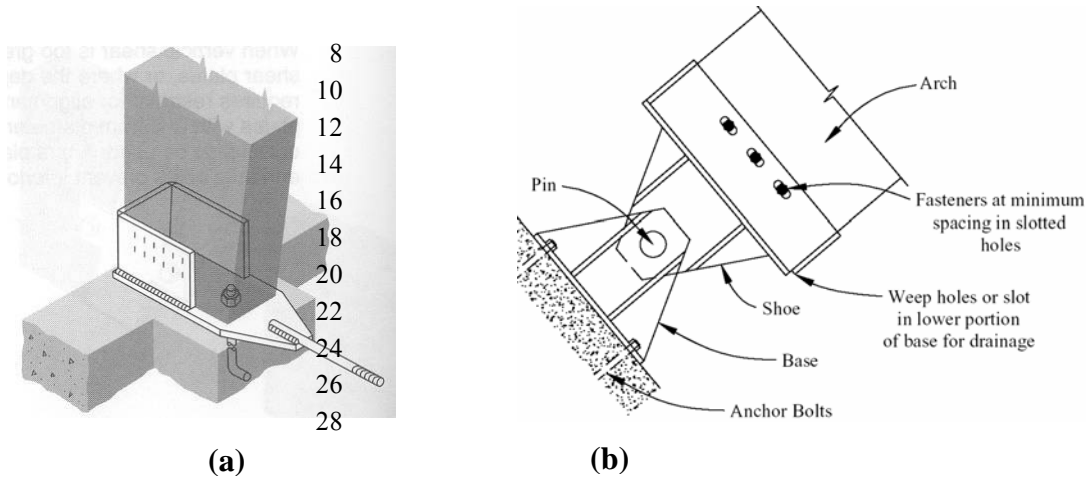 8
10
12
14
16
18
20
22
24
26
28
(a)
Arch
Pin
Fasteners at minimum
spacing in slotted
holes
Shoe
Weep holes or slot
in lower portion
of base for drainage
Base
Anchor Bolts
(b)